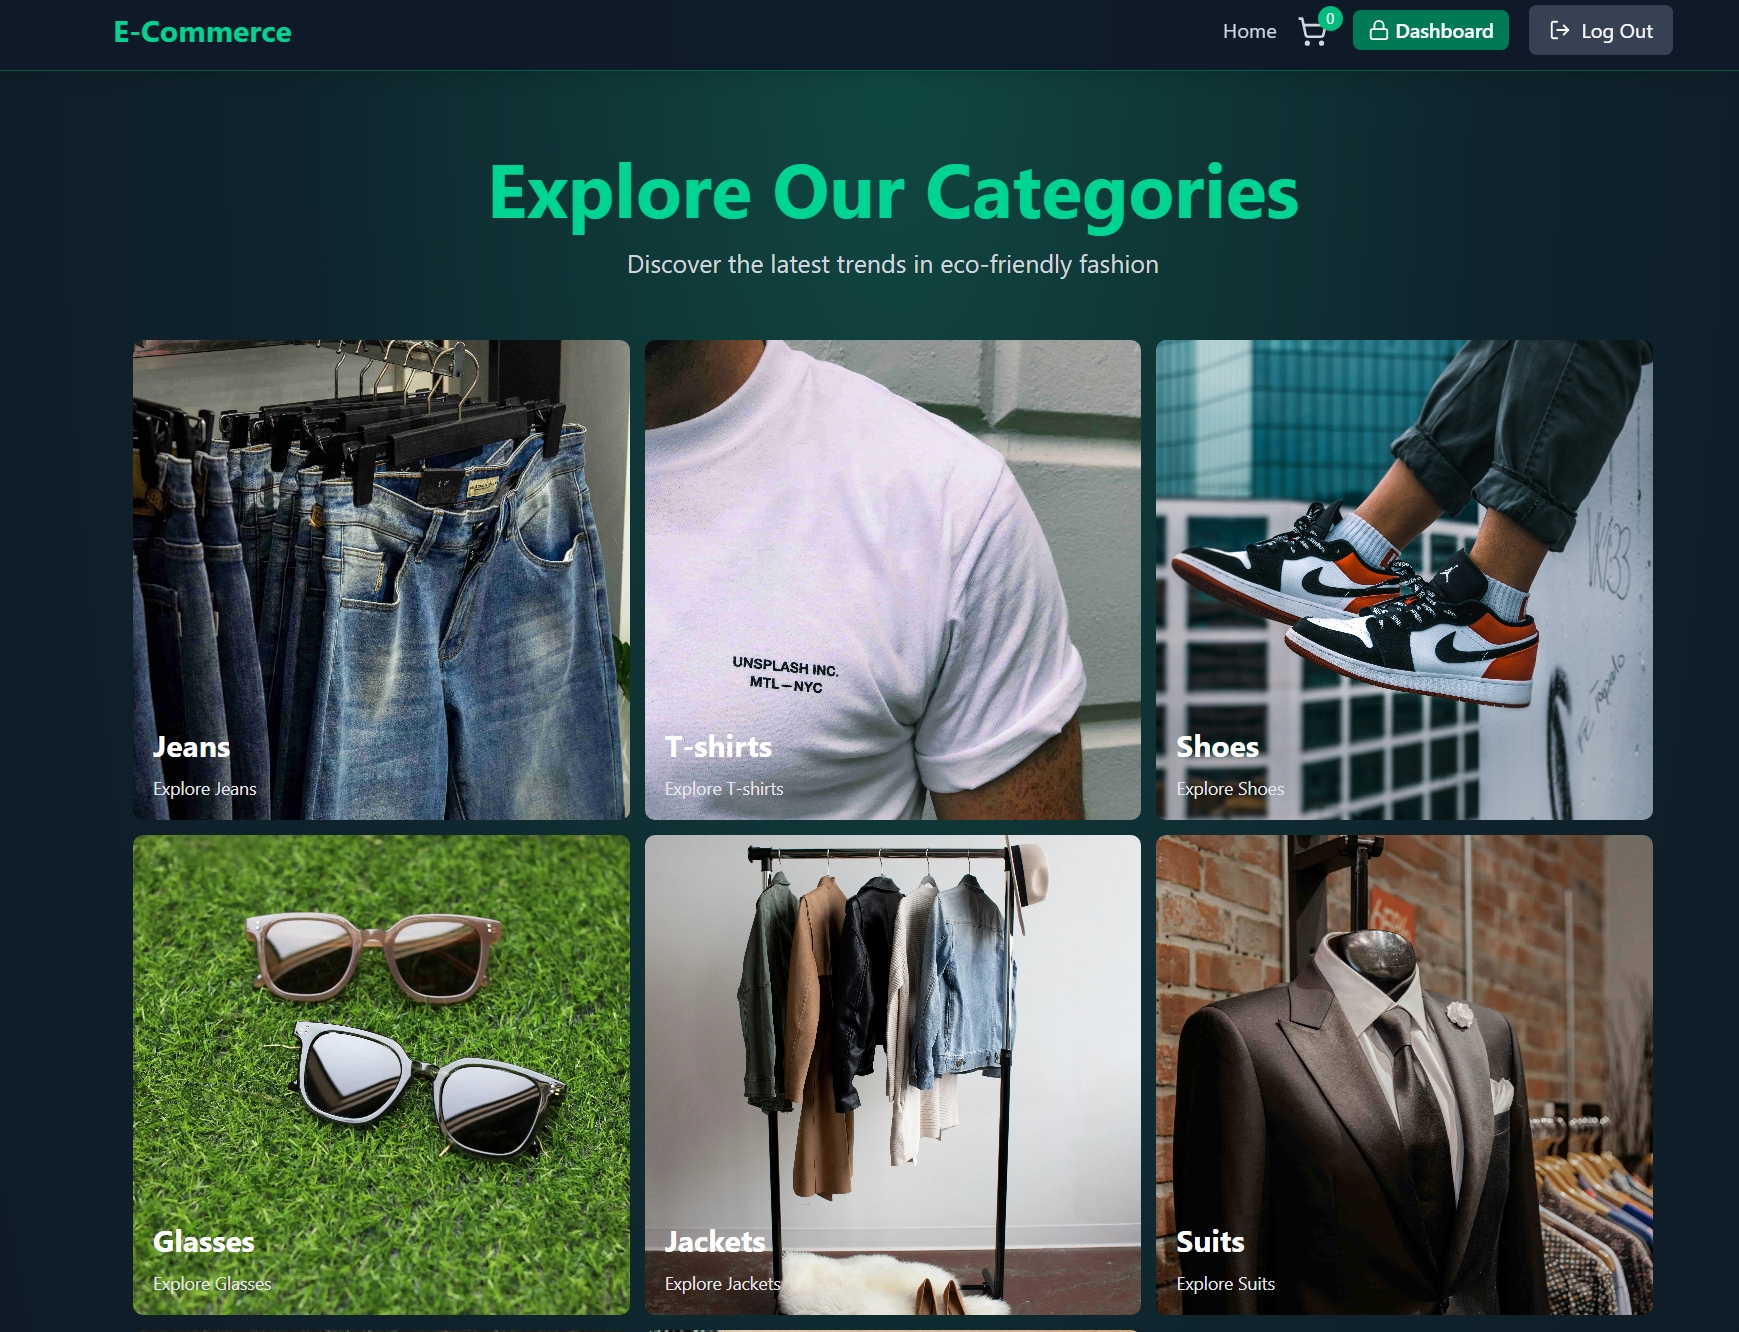 E-Commerce
Home
0
Dashboard
Log Out
Explore Our Categories
Discover the latest trends in eco-friendly fashion
17
UNSPLASH INC.
MTL—NYC
Jeans
Explore Jeans
T-shirts
Explore T-shirts
Shoes
Explore Shoes
Glasses
Explore Glasses
Jackets
Explore Jackets
Suits
Explore Suits